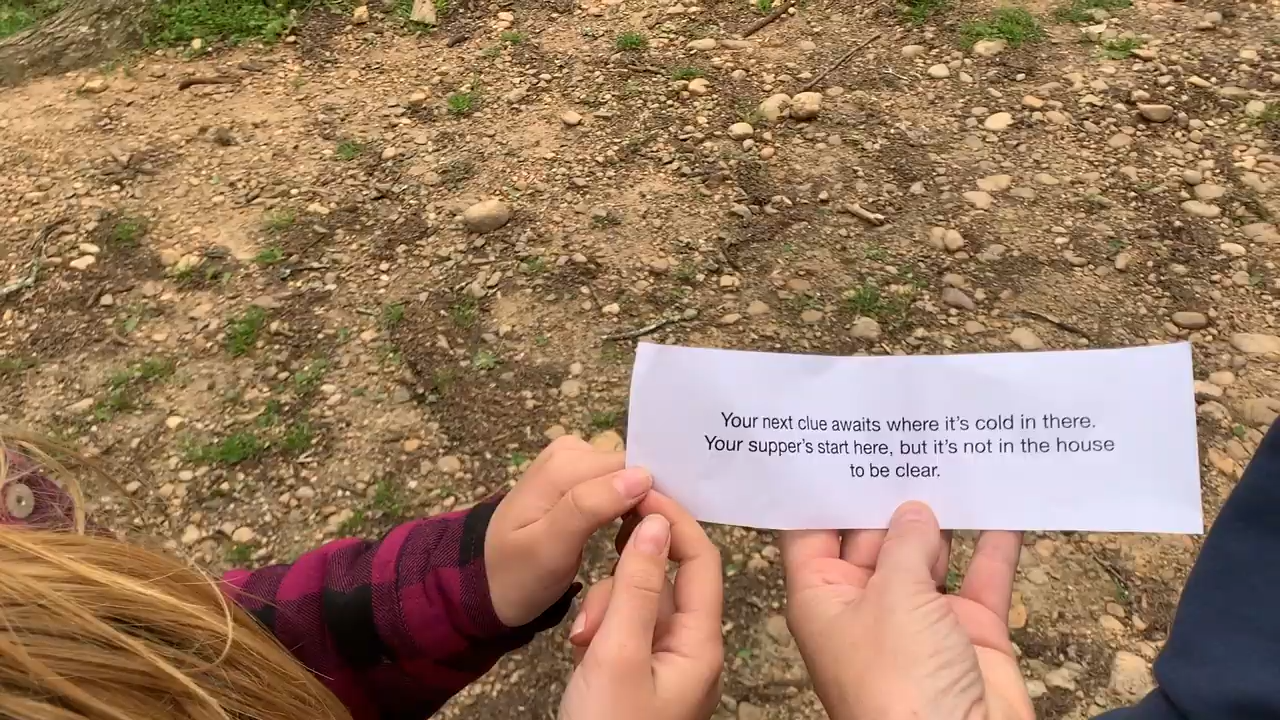 Your next clue awaits where it's cold in there.
Your supper's start here, but it's not in the house
to be clear.